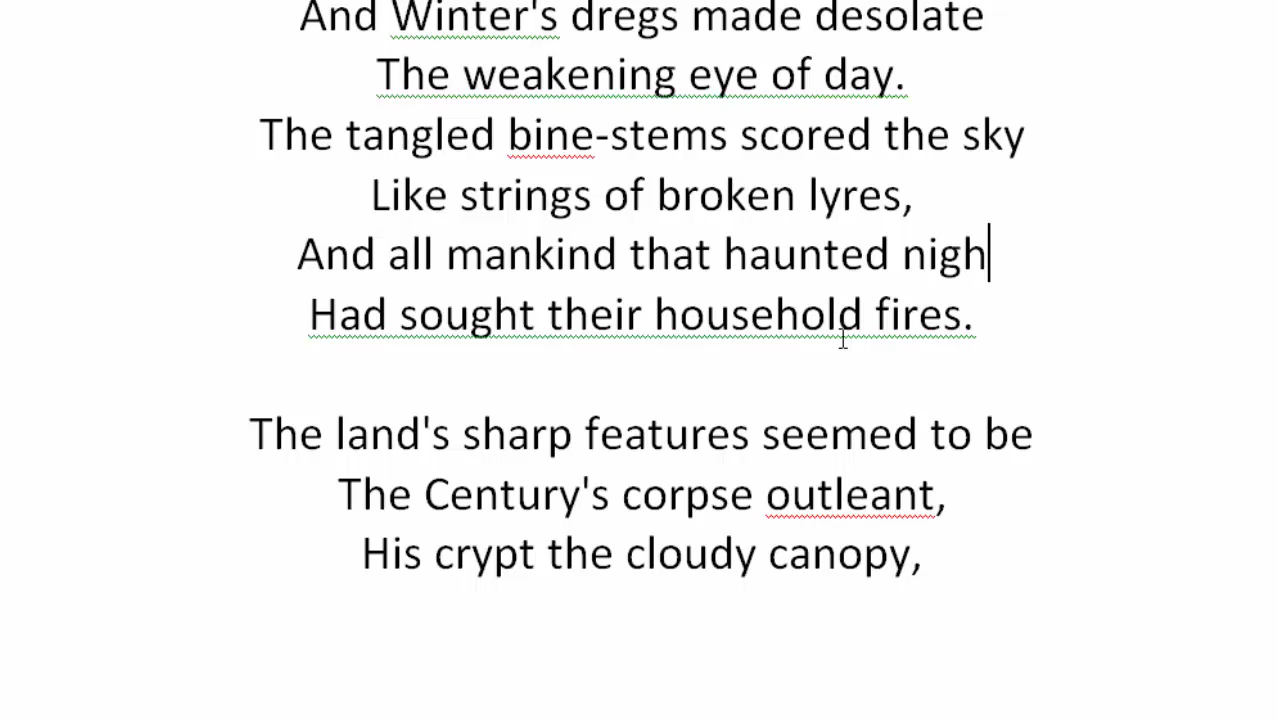 And Winter's dregs made desolate
The weakening eye of day.
The tangled bine-stems scored the sky
Like strings of broken lyres,
And all mankind that haunted nigh
Had sought their household fires.
The land's sharp features seemed to be
The Century's corpse outleant,
His crypt the cloudy canopy,